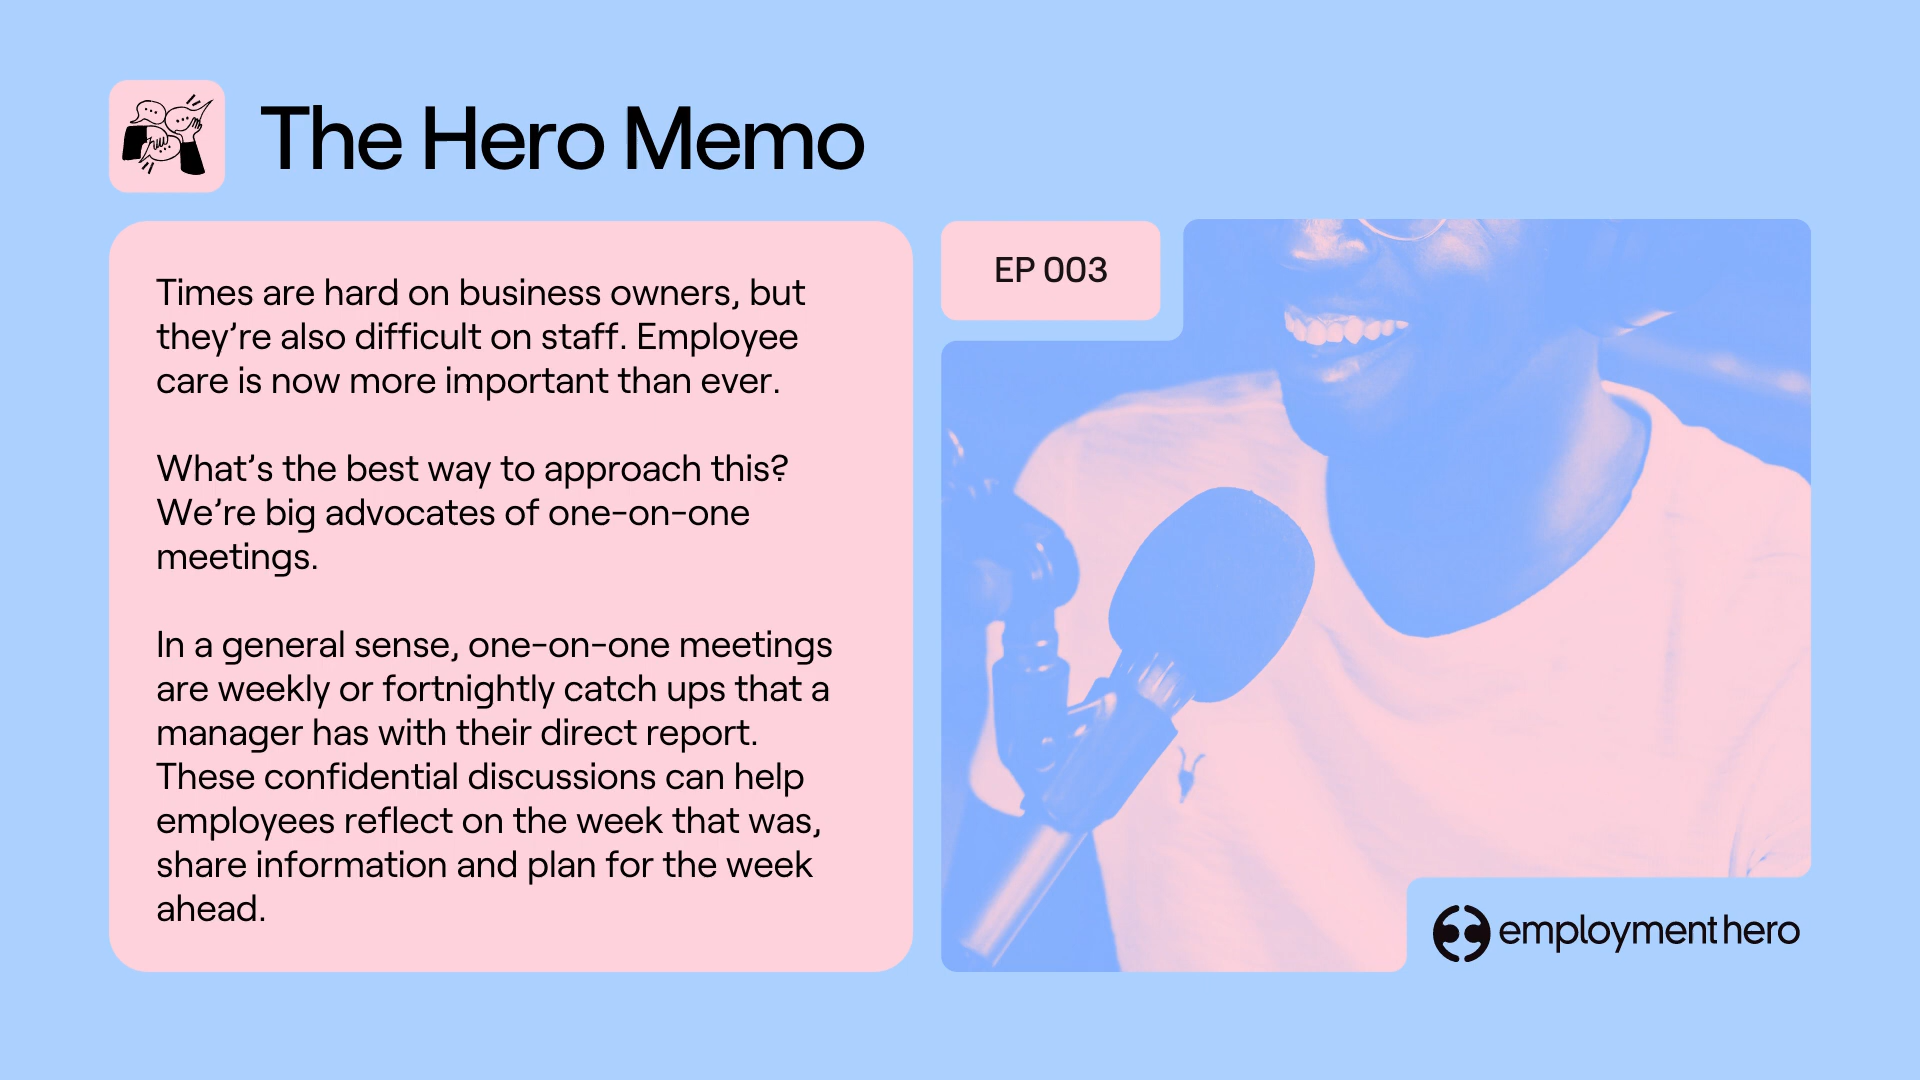 The Hero Memo
Times are hard on business owners, but
they’re also difficult on staff. Employee
care is now more important than ever.
What’s the best way to approach this?
We’re big advocates of one-on-one
meetings.
In a general sense, one-on-one meetings
are weekly or fortnightly catch ups that a
manager has with their direct report.
These confidential discussions can help
employees reflect on the week that was,
share information and plan for the week
ahead.
EP 003
employment hero